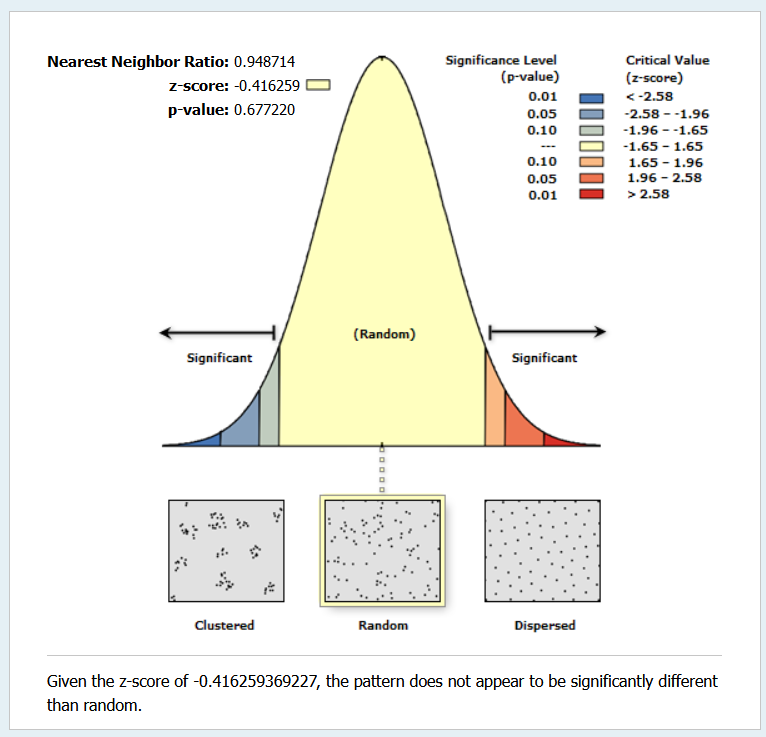 Nearest Neighbor Ratio: 0.948714
z-score: -0.416259
p-value: 0.677220
Significance Level
(p-value)
Critical Value
(z-score)
0.01 < -2.58
0.05 -2.58 – -1.96
0.10 -1.96 – -1.65
--- -1.65 – 1.65
0.10 1.65 – 1.96
0.05 1.96 – 2.58
0.01 > 2.58
(Random)
Significant
Significant
Clustered
Random
Dispersed
Given the z-score of -0.416259369227, the pattern does not appear to be significantly different
than random.